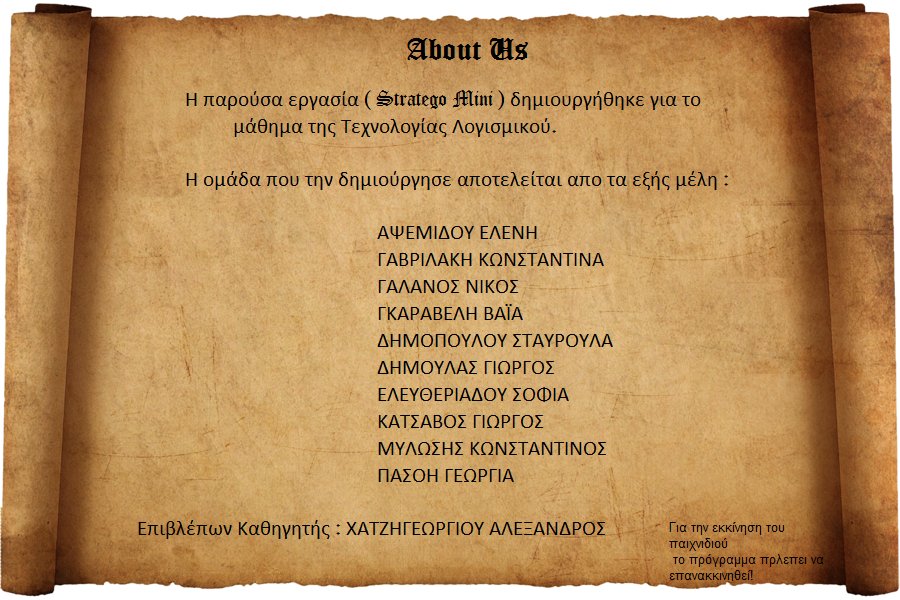 About Us
Η παρούσα εργασία ( Stratego Mini ) δημιουργήθηκε για το
μάθημα της Τεχνολογίας Λογισμικού.
Η ομάδα που την δημιούργησε αποτελείται απο τα εξής μέλη :
ΑΨΕΜΙΔΟΥ ΕΛΕΝΗ
ΓΑΒΡΙΛΑΚΗ ΚΩΝΣΤΑΝΤΙΝΑ
ΓΑΛΑΝΟΣ ΝΙΚΟΣ
ΓΚΑΡΑΒΕΛΗ ΒΑΪΑ
ΔΗΜΟΠΟΥΛΟΥ ΣΤΑΥΡΟΥΛΑ
ΔΗΜΟΥΛΑΣ ΓΙΩΡΓΟΣ
ΕΛΕΥΘΕΡΙΑΔΟΥ ΣΟΦΙΑ
ΚΑΤΣΑΒΟΣ ΓΙΩΡΓΟΣ
ΜΥΛΩΣΗΣ ΚΩΝΣΤΑΝΤΙΝΟΣ
ΠΑΣΟΗ ΓΕΩΡΓΙΑ
Επιβλέπων Καθηγητής : ΧΑΤΖΗΓΕΩΡΓΙΟΥ ΑΛΕΞΑΝΔΡΟΣ
Για την εκκίνηση του
παιχνιδιού
το πρόγραμμα πρλεπει να
επανακκινηθεί!